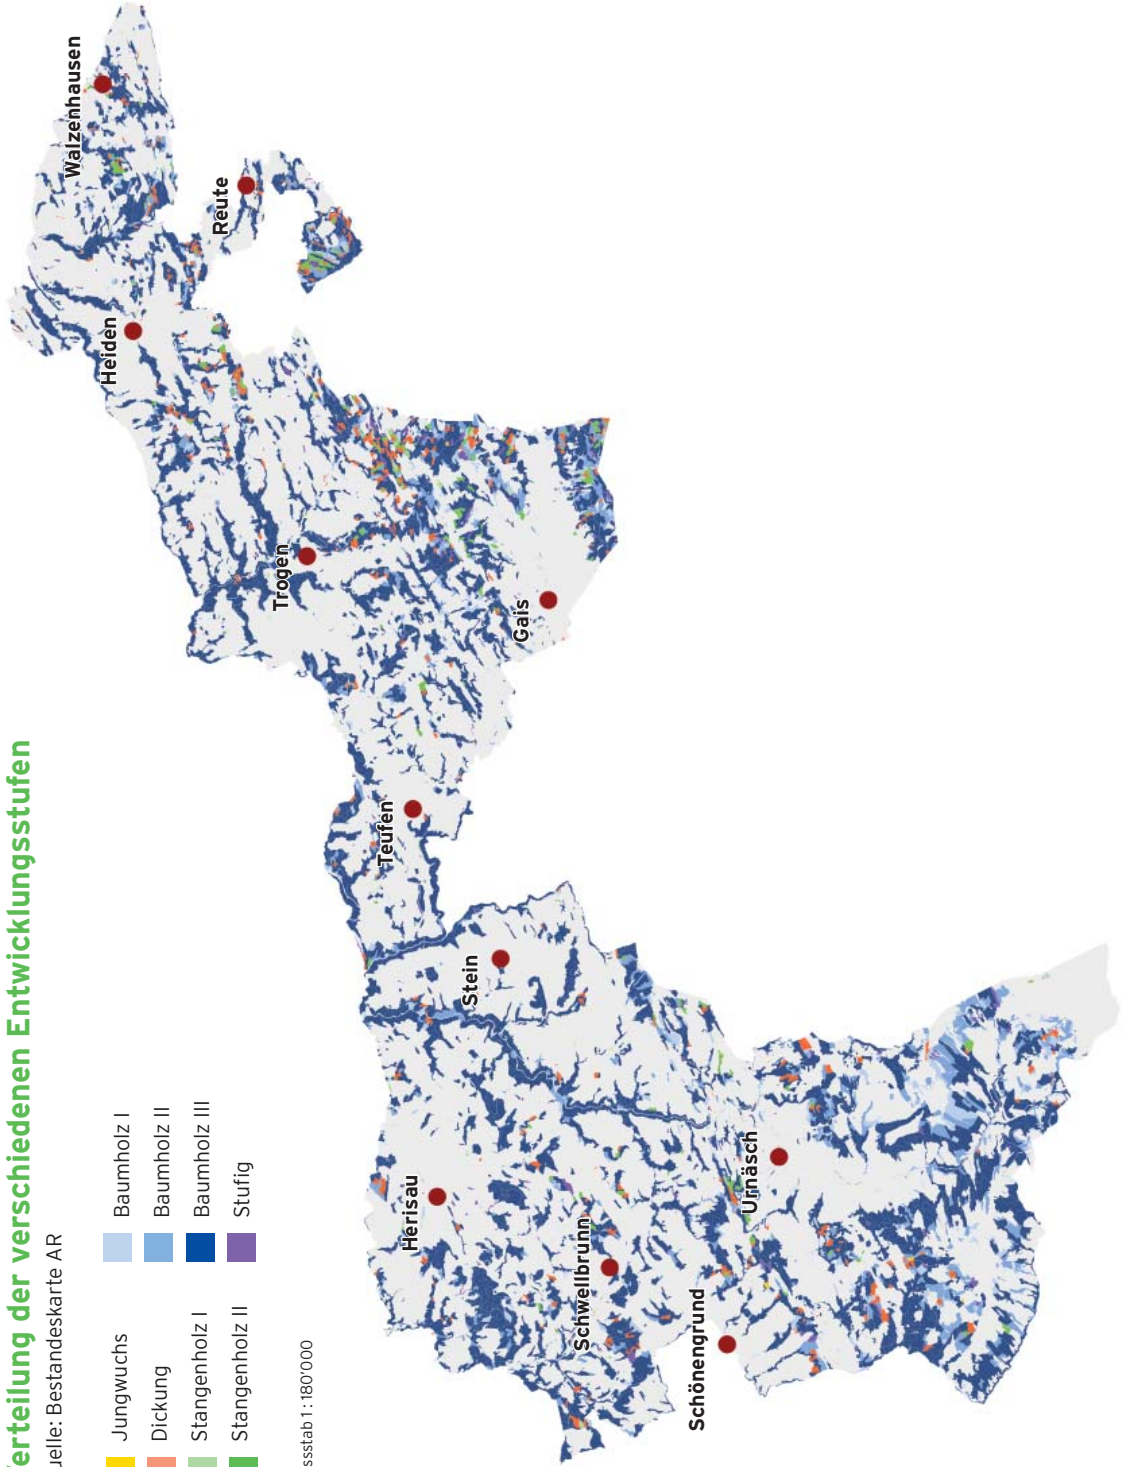 erteilung der verschiedenen Entwicklungsstufen
uelle: Bestandeskarte AR
Jungwuchs
Dickung
Stangenholz I
Stangenholz II
Baumholz I
Baumholz II
Baumholz III
Stufig
ssstab 1 : 180'000
Walzenhausen
Reute
Heiden
Trogen
Gais
Teufen
Stein
Herisau
Urnäsch
Schwellbrunn
Schönengrund